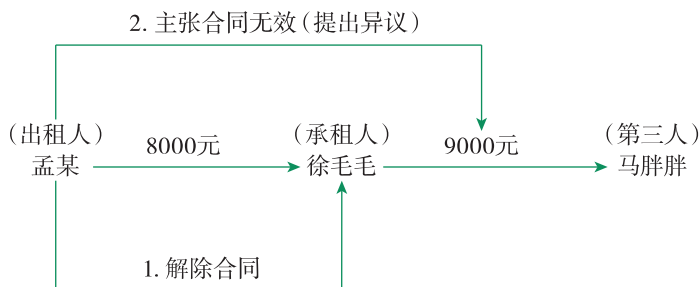 2. 主张合同无效(提出异议)
(出租人)
孟某
8000元
(承租人)
徐毛毛
9000元
(第三人)
马胖胖
1. 解除合同